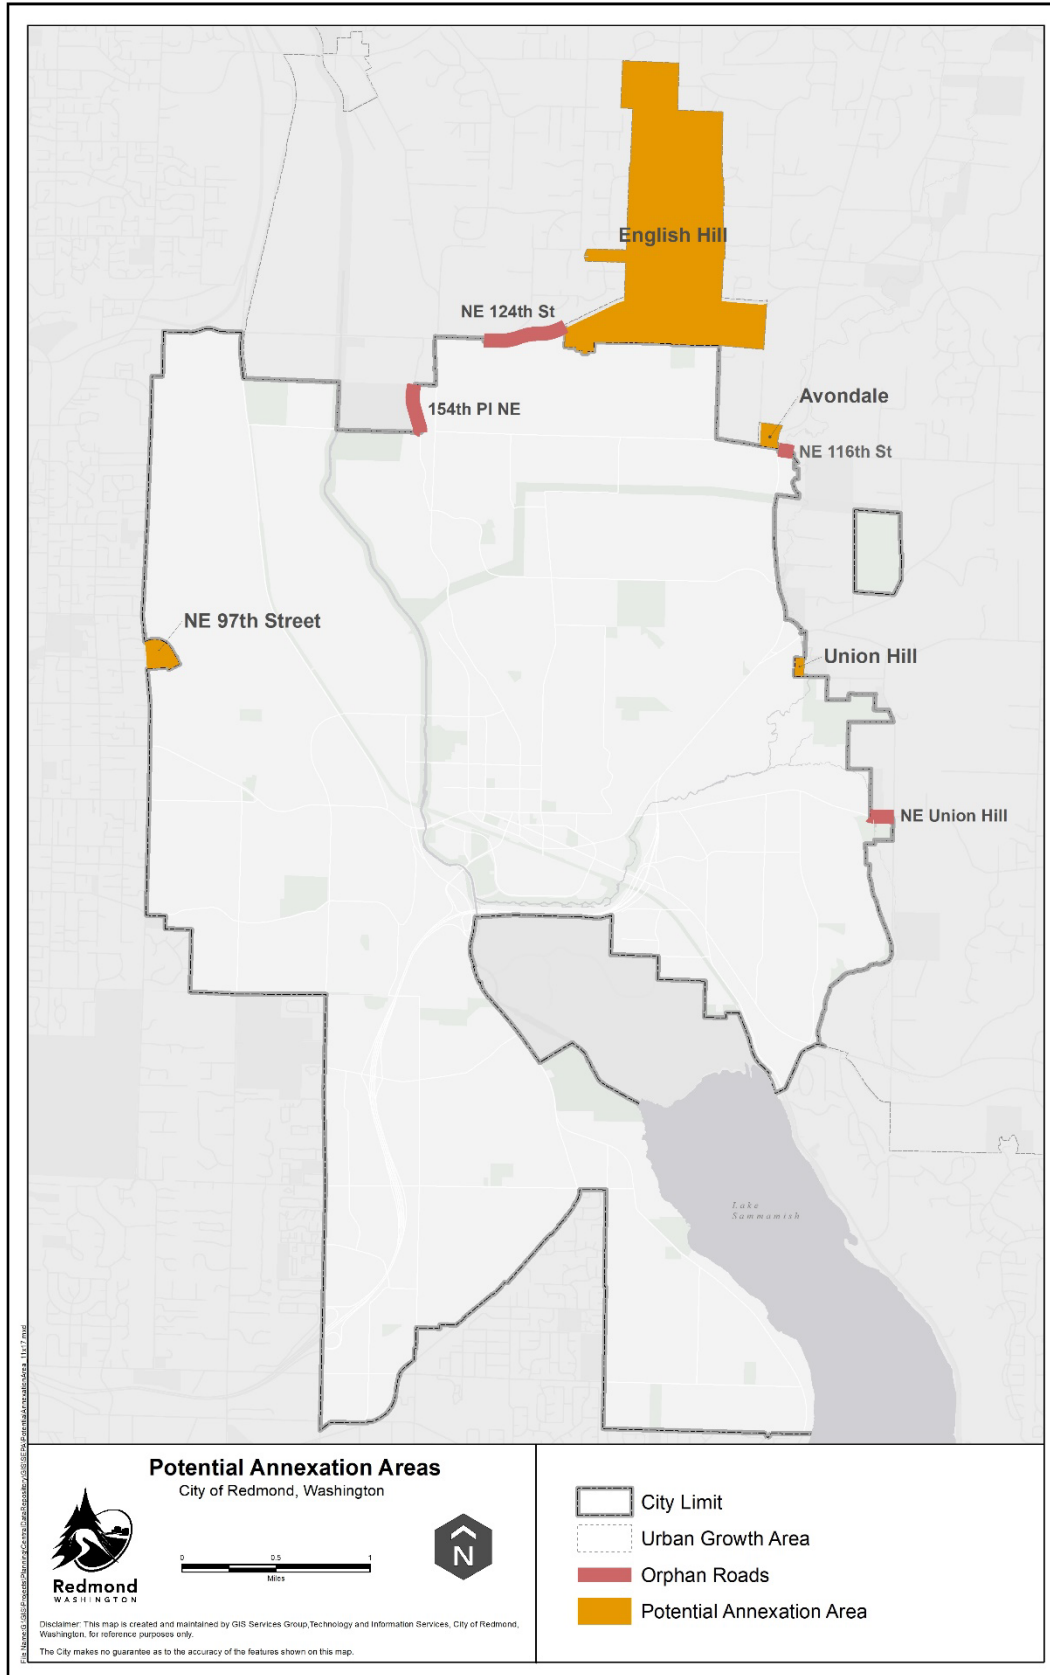 English Hill
NE 124th St
154th Pl NE
Avondale
NE 116th St
NE 97th Street
Union Hill
NE Union Hill
Lake
Sammamish
Potential Annexation Areas
City of Redmond, Washington
Redmond
WASHINGTON
0 0.5 1
Miles
N
Disclaimer: This map is created and maintained by GIS Services Group,Technology and Information Services, City of Redmond,
Washington, for reference purposes only.
The City makes no guarantee as to the accuracy of the features shown on this map.
City Limit
Urban Growth Area
Orphan Roads
Potential Annexation Area